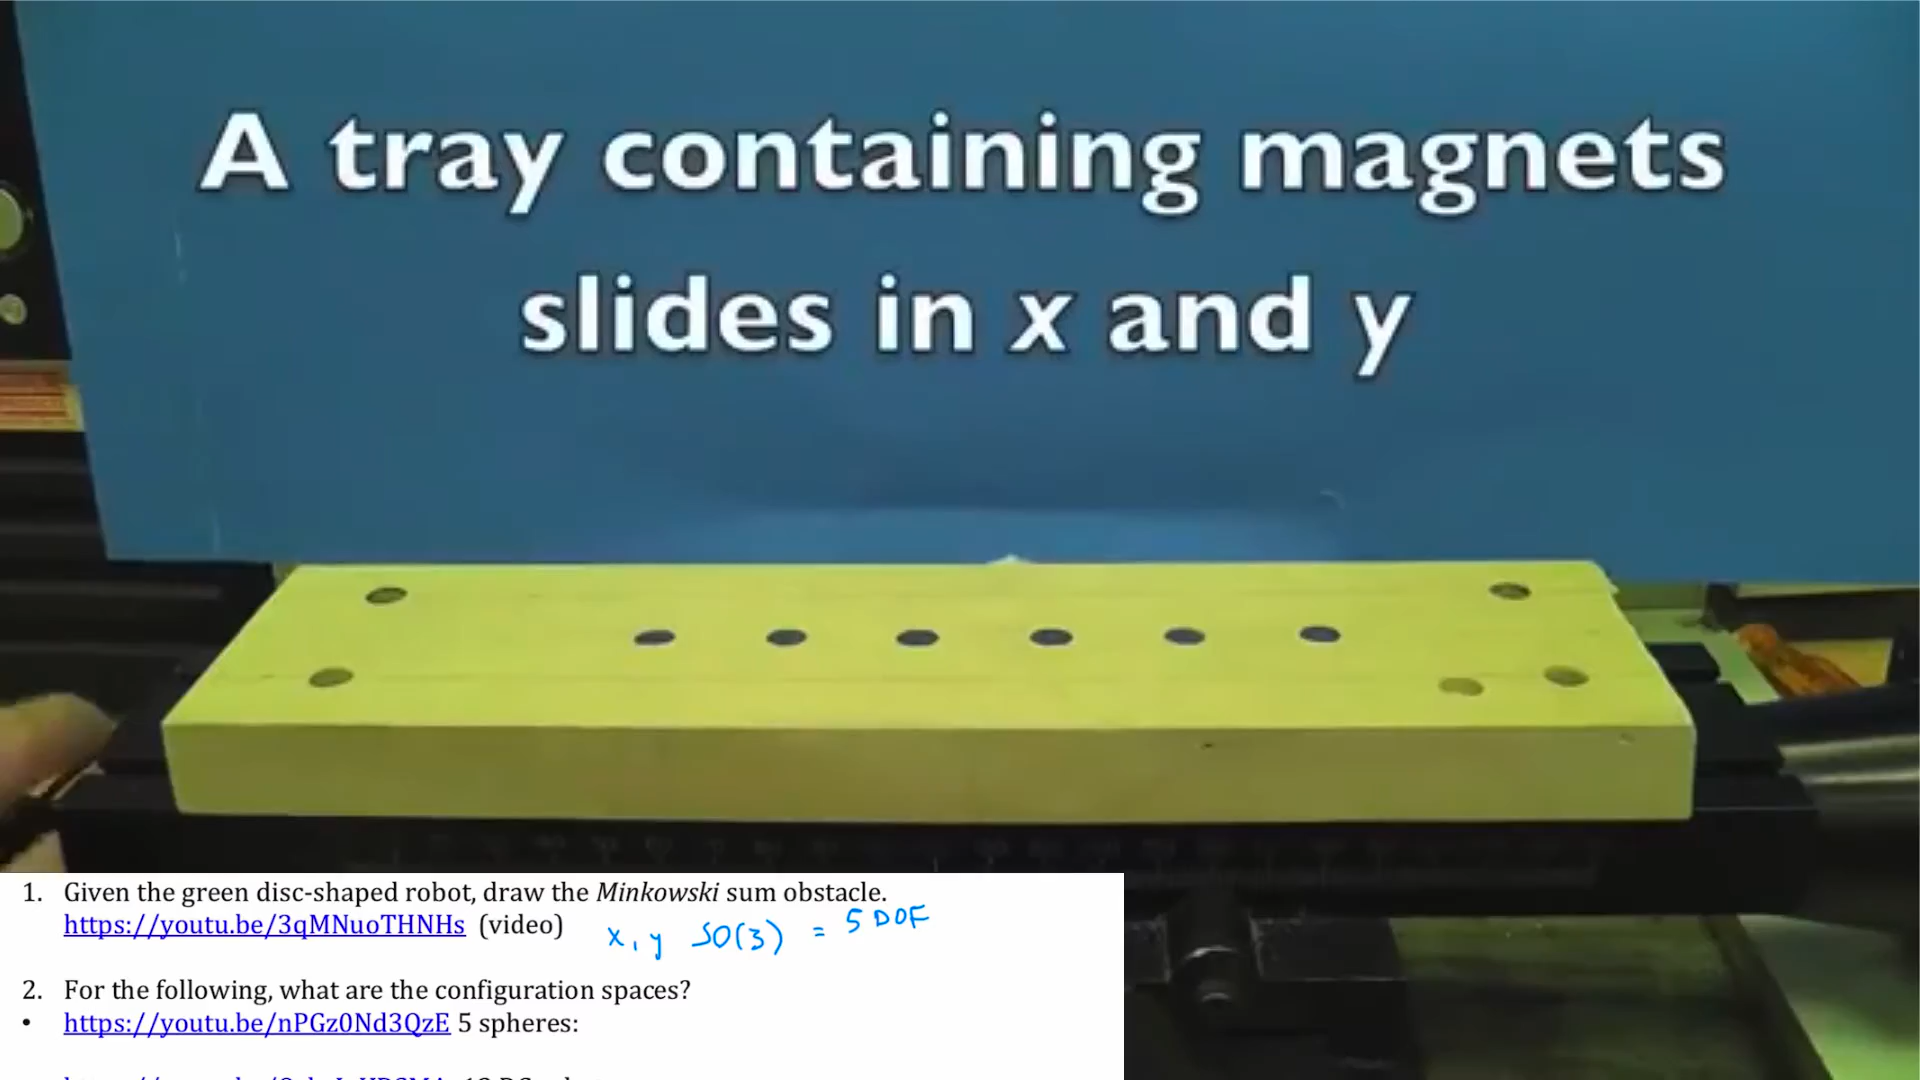 A tray containing magnets
slides in x and y
1. Given the green disc-shaped robot, draw the Minkowski sum obstacle.
https://youtu.be/3qMNuoTHNHs (video) x, y SO(3) = 5 DOF
2. For the following, what are the configuration spaces?
• https://youtu.be/nPGz0Nd3QzE 5 spheres: